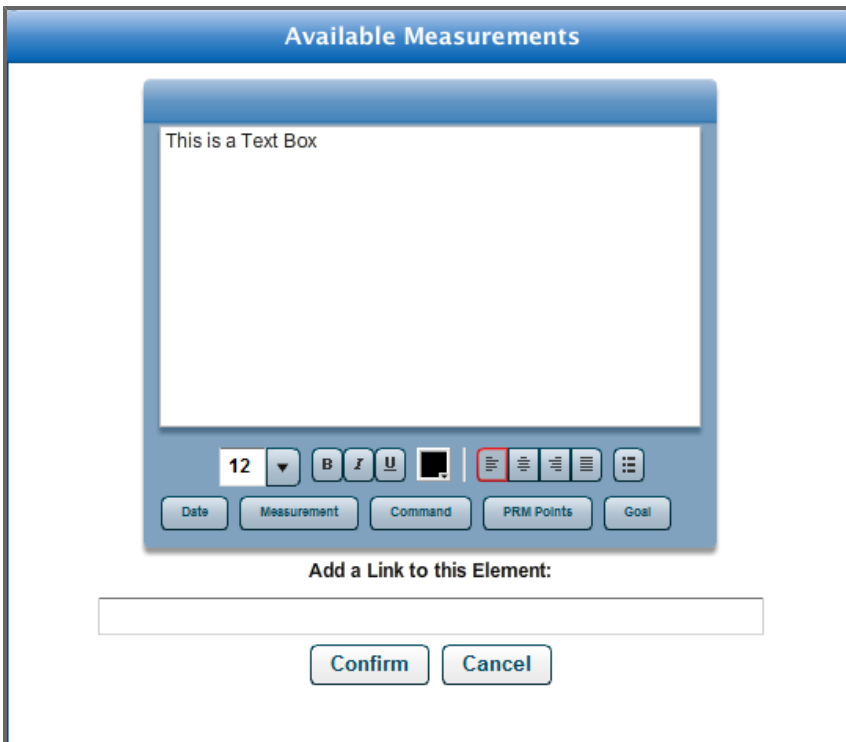 Available Measurements
This is a Text Box
12 B I U
Date Measurement Command PRM Points Goal
Add a Link to this Element:
Confirm Cancel